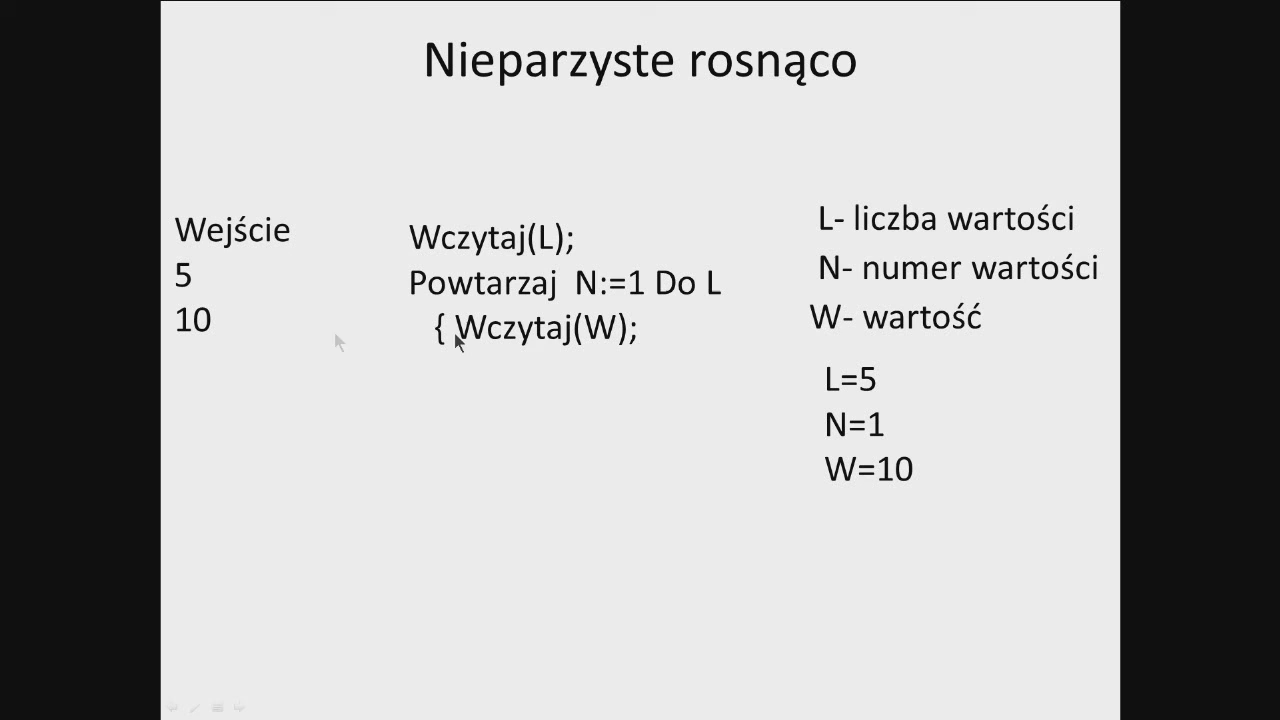 Nieparzyste rosnąco
Wejście
5
10
Wczytaj(L);
Powtarzaj N:=1 Do L
{ Wczytaj(W);
L- liczba wartości
N- numer wartości
W- wartość
L=5
N=1
W=10